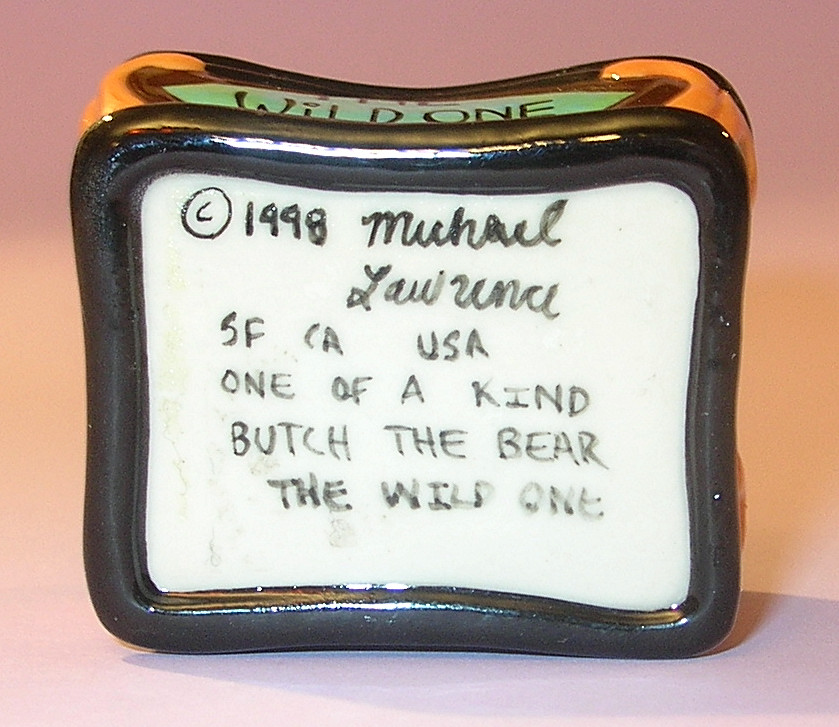 WILD ONE
© 1998 Michael
Lawrence
SF CA USA
ONE OF A KIND
BUTCH THE BEAR
THE WILD ONE